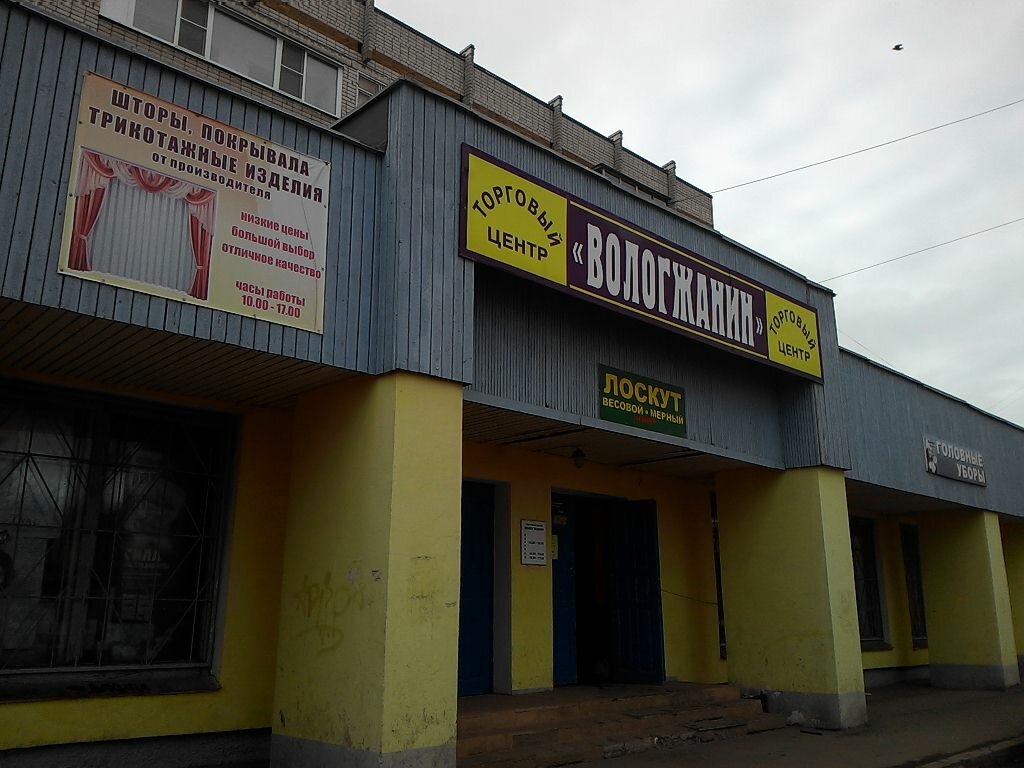 ШТОРЫ, ПОКРЫВАЛА
ТРИКОТАЖНЫЕ ИЗДЕЛИЯ
от производителя
низкие цены
большой выбор
отличное качество
часы работы
10.00 - 17.00
ТОРГОВЫЙ
ЦЕНТР
«ВОЛОГЖАНИН»
ТОРГОВЫЙ
ЦЕНТР
ЛОСКУТ
ВЕСОВОЙ • МЕРНЫЙ
ГОЛОВНЫЕ
УБОРЫ